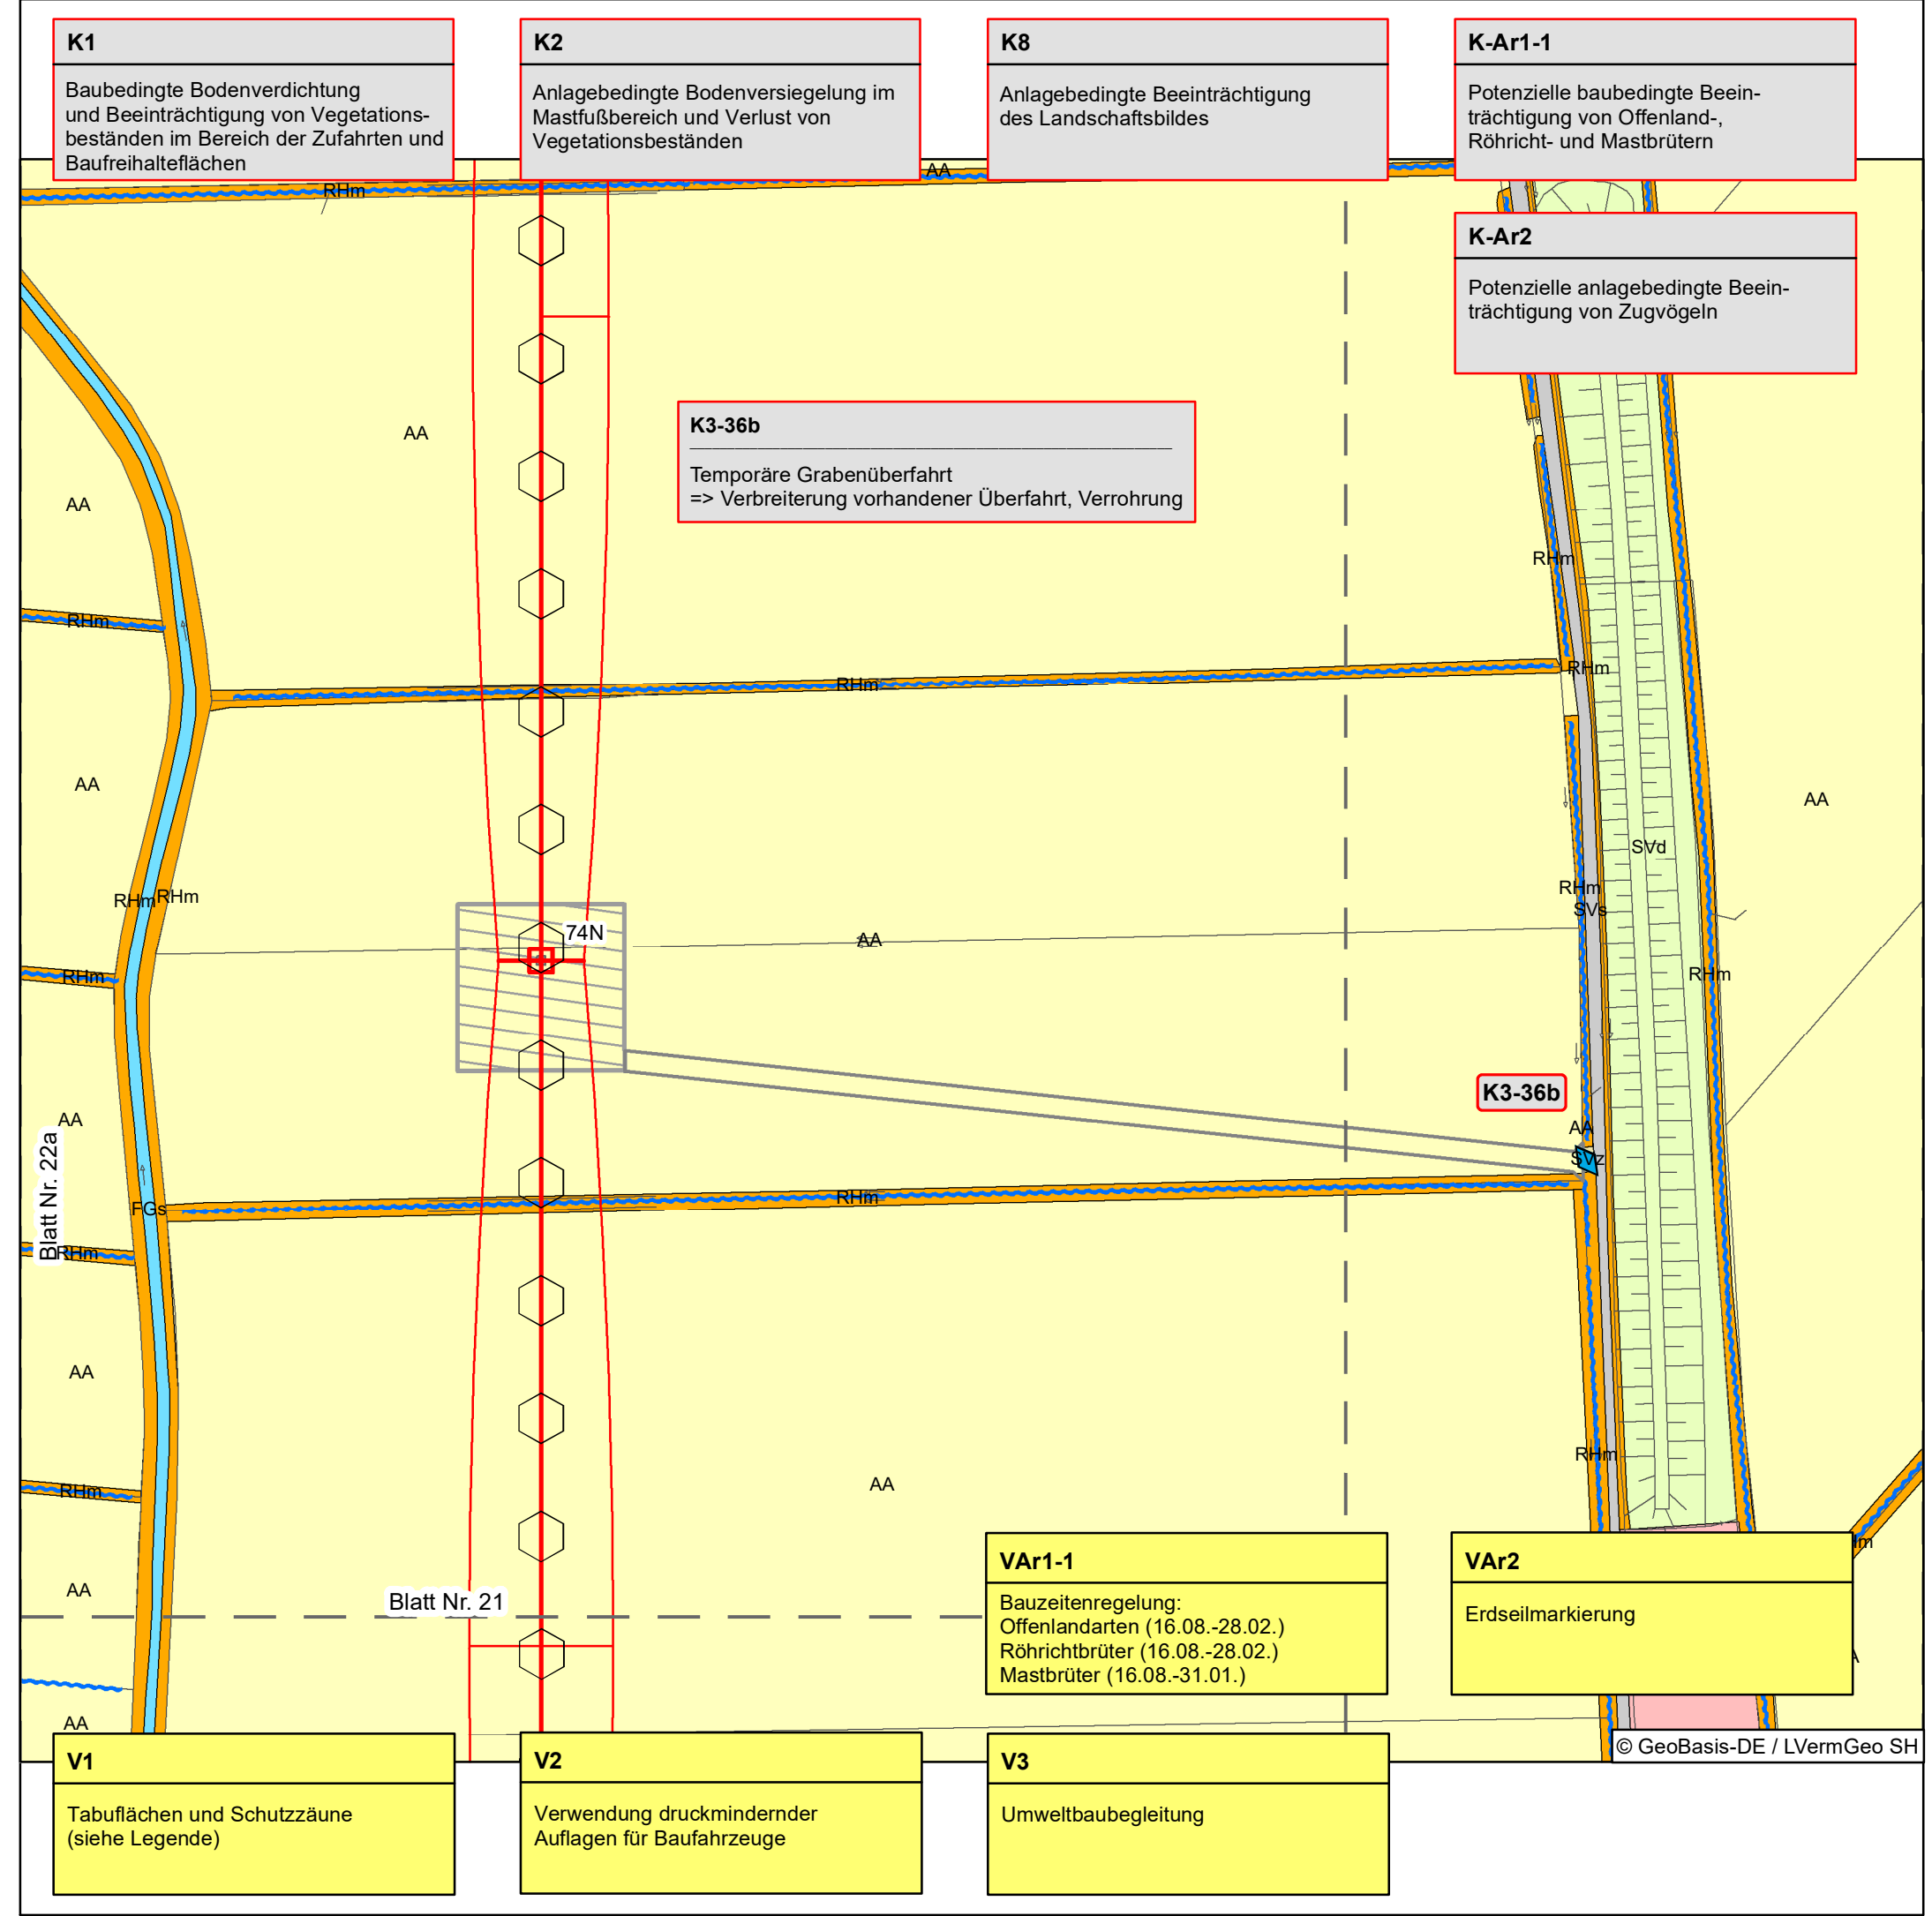 K1
Baubedingte Bodenverdichtung
und Beeinträchtigung von Vegetations-
beständen im Bereich der Zufahrten und
Baufreihalteflächen
K2
Anlagebedingte Bodenversiegelung im
Mastfußbereich und Verlust von
Vegetationsbeständen
K8
Anlagebedingte Beeinträchtigung
des Landschaftsbildes
K-Ar1-1
Potenzielle baubedingte Beein-
trächtigung von Offenland-,
Röhricht- und Mastbrütern
K-Ar2
Potenzielle anlagebedingte Beein-
trächtigung von Zugvögeln
AA
RHm
K3-36b
Temporäre Grabenüberfahrt
=> Verbreiterung vorhandener Überfahrt, Verrohrung
AA
AA
RHm
RHm
RHm
RHm
AA
AA
SVd
RHm
SVs
RHm
RHm
74N
AA
RHm
RHm
K3-36b
AA
AA
SVz
Blatt Nr. 22a
FGs
RHm
RHm
AA
RHm
AA
RHm
AA
Blatt Nr. 21
AA
VAr1-1
Bauzeitenregelung:
Offenlandarten (16.08.-28.02.)
Röhrichtbrüter (16.08.-28.02.)
Mastbrüter (16.08.-31.01.)
VAr2
Erdseilmarkierung
© GeoBasis-DE / LVermGeo SH
V1
Tabuflächen und Schutzzäune
(siehe Legende)
V2
Verwendung druckmindernder
Auflagen für Baufahrzeuge
V3
Umweltbaubegleitung
AA